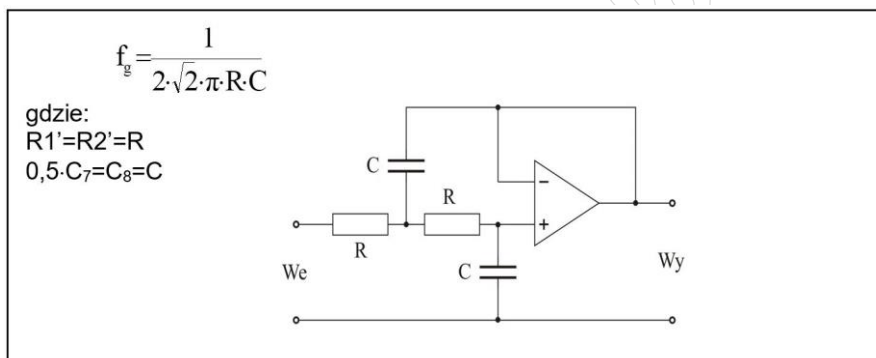 f_g = 1 / (2·√2·π·R·C)
gdzie:
R1’=R2’=R
0,5·C₇=C₈=C
C
R
R
C
We
Wy
−
+